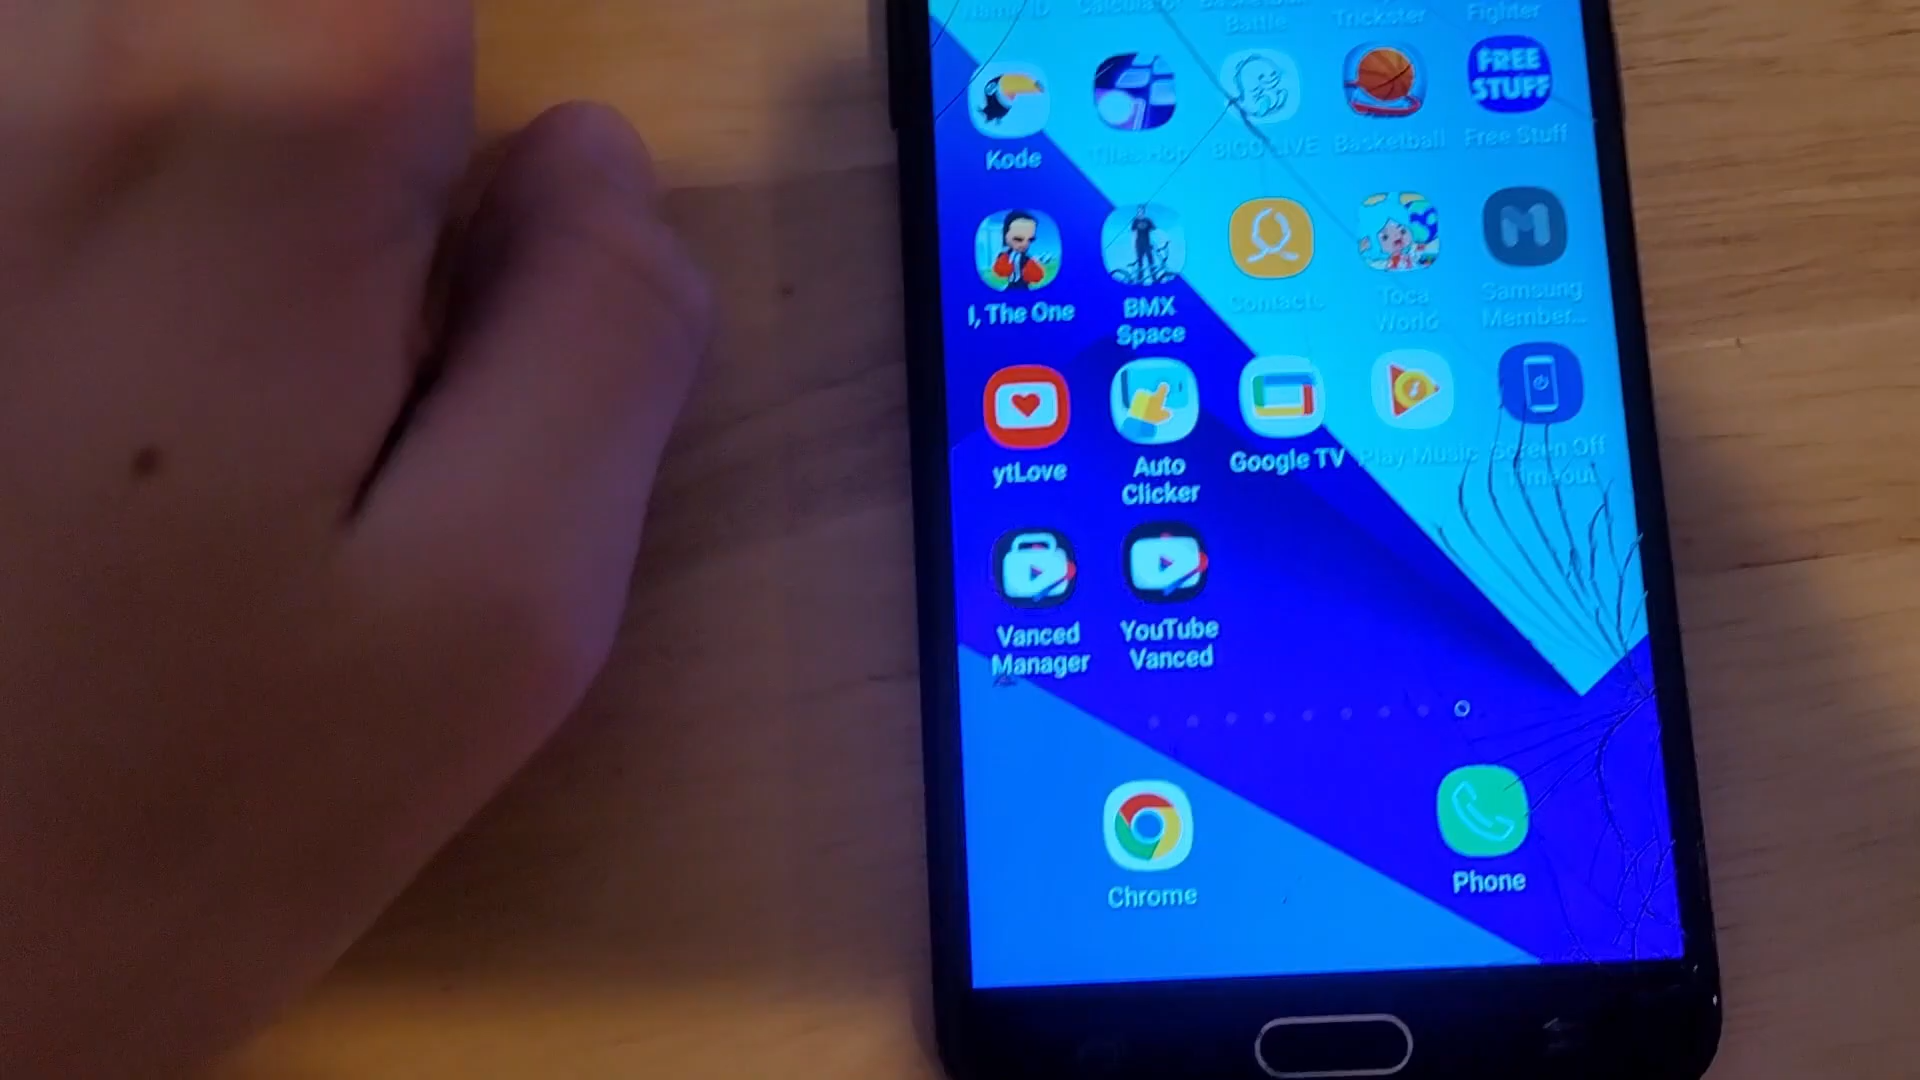 Name ID
Battle
Trickster
Fighter
FREE
STUFF
Kode
Tiles Hop
BIGO LIVE
Basketball
Free Stuff
I, The One
BMX
Space
Contacts
Toca
World
Samsung
Member...
ytLove
Auto
Clicker
Google TV
Play Music
Screen Off
Timeout
Vanced
Manager
YouTube
Vanced
Chrome
Phone